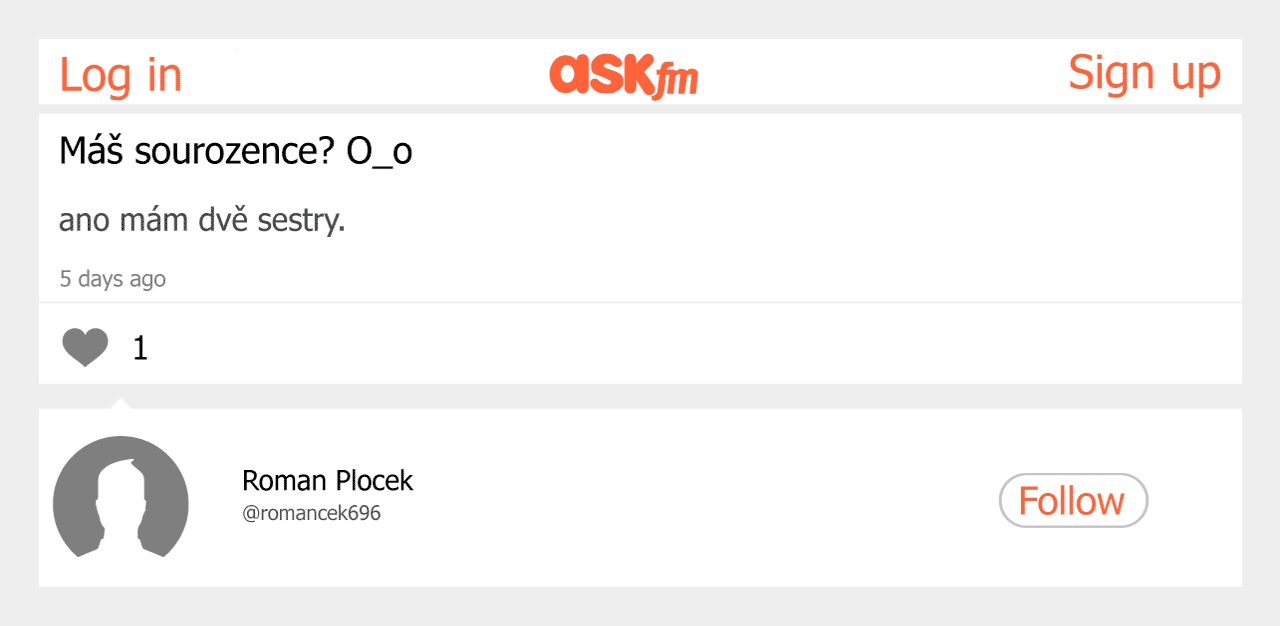 Log in
ASKfm
Sign up
Máš sourozence? O_o
ano mám dvě sestry.
5 days ago
1
Roman Plocek
@romancek696
Follow